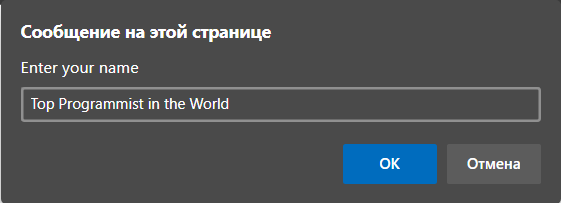 Сообщение на этой странице
Enter your name
Top Programmist in the World
OK Отмена